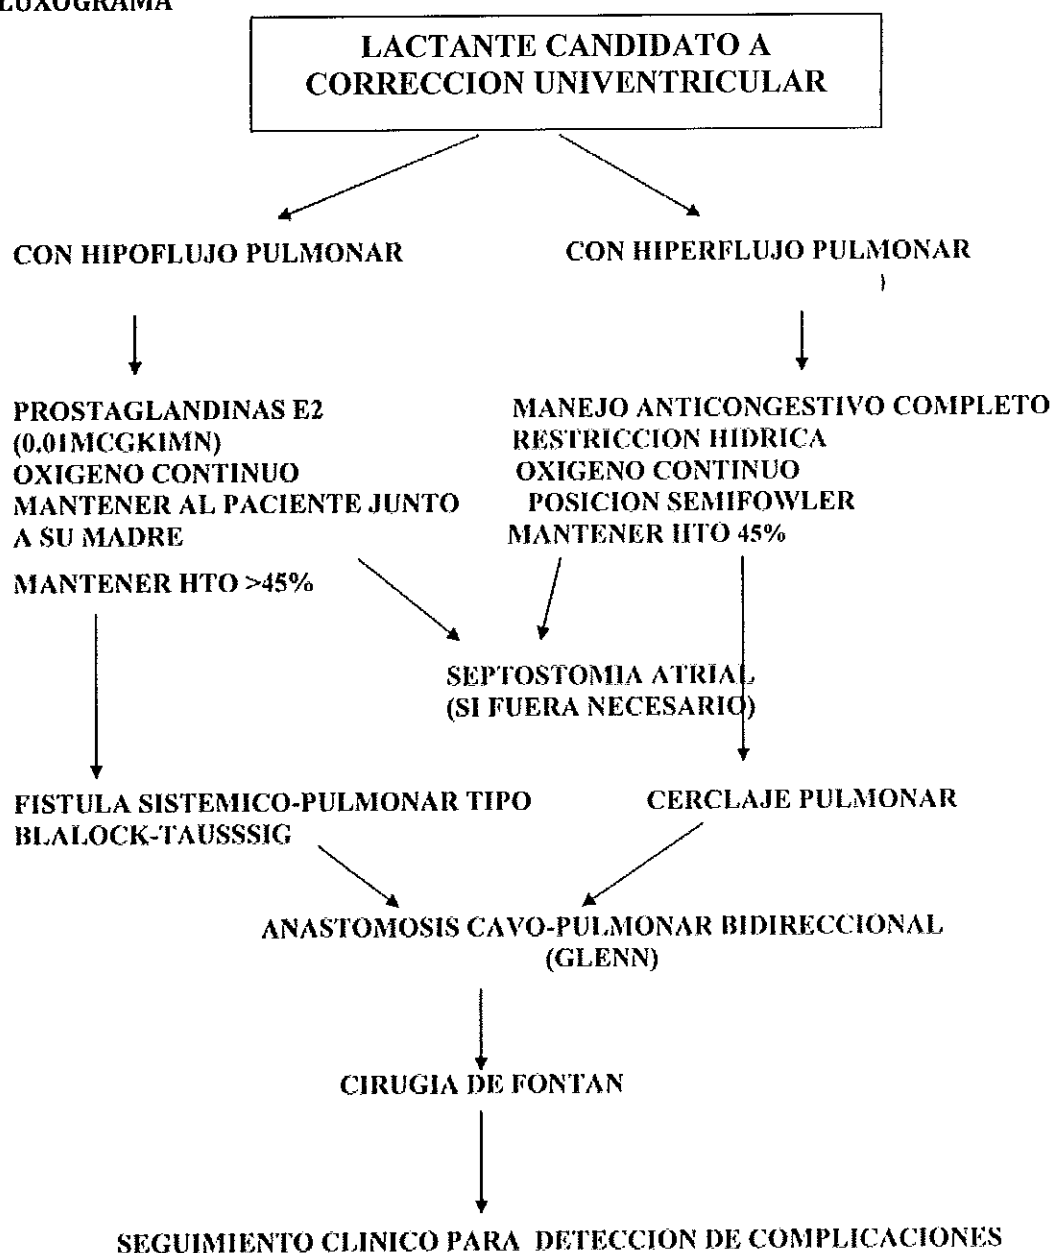 LUXOGRAMA
LACTANTE CANDIDATO A
CORRECCION UNIVENTRICULAR
CON HIPOFLUJO PULMONAR
CON HIPERFLUJO PULMONAR
)
PROSTAGLANDINAS E2
(0.01MCGK1MN)
OXIGENO CONTINUO
MANTENER AL PACIENTE JUNTO
A SU MADRE
MANTENER HTO >45%
MANEJO ANTICONGESTIVO COMPLETO
RESTRICCION HIDRICA
OXIGENO CONTINUO
POSICION SEMIFOWLER
MANTENER HTO 45%
SEPTOSTOMIA ATRIAL
(SI FUERA NECESARIO)
FISTULA SISTEMICO-PULMONAR TIPO
BLALOCK-TAUSSSIG
CERCLAJE PULMONAR
ANASTOMOSIS CAVO-PULMONAR BIDIRECCIONAL
(GLENN)
CIRUGIA DE FONTAN
SEGUIMIENTO CLINICO PARA DETECCION DE COMPLICACIONES